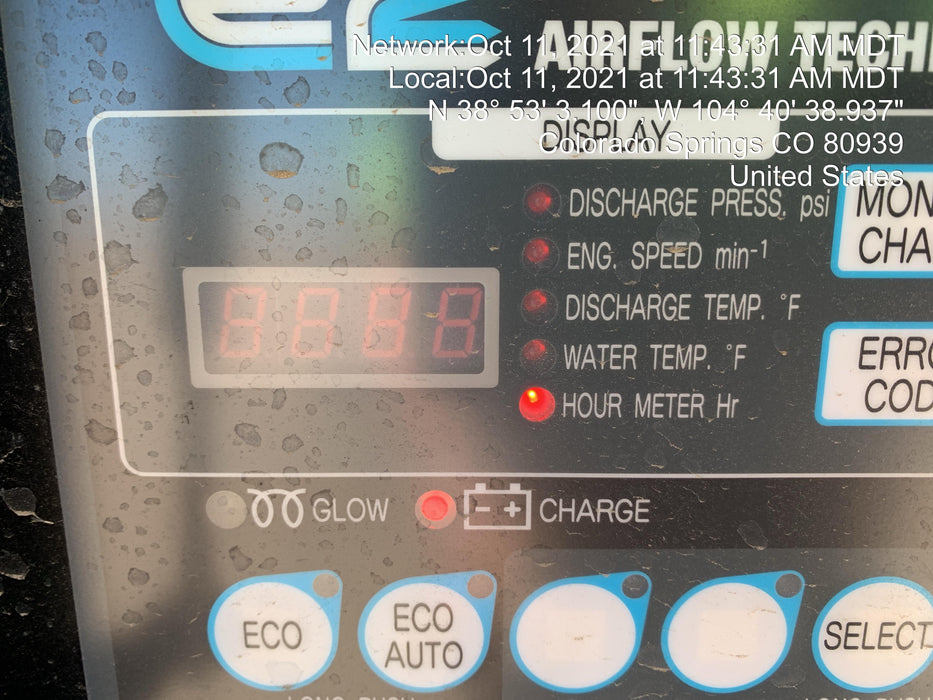 AIRFLOW TECH
Network:Oct 11, 2021 at 11:43:31 AM MDT
Local:Oct 11, 2021 at 11:43:31 AM MDT
N 38° 53' 3.100", W 104° 40' 38.937"
DISPLAY
Colorado Springs CO 80939
United States
DISCHARGE PRESS. psi
MON
CHA
ENG. SPEED min-1
DISCHARGE TEMP. °F
WATER TEMP. °F
ERRO
COD
HOUR METER Hr
GLOW
- +
CHARGE
ECO
ECO
AUTO
SELECT